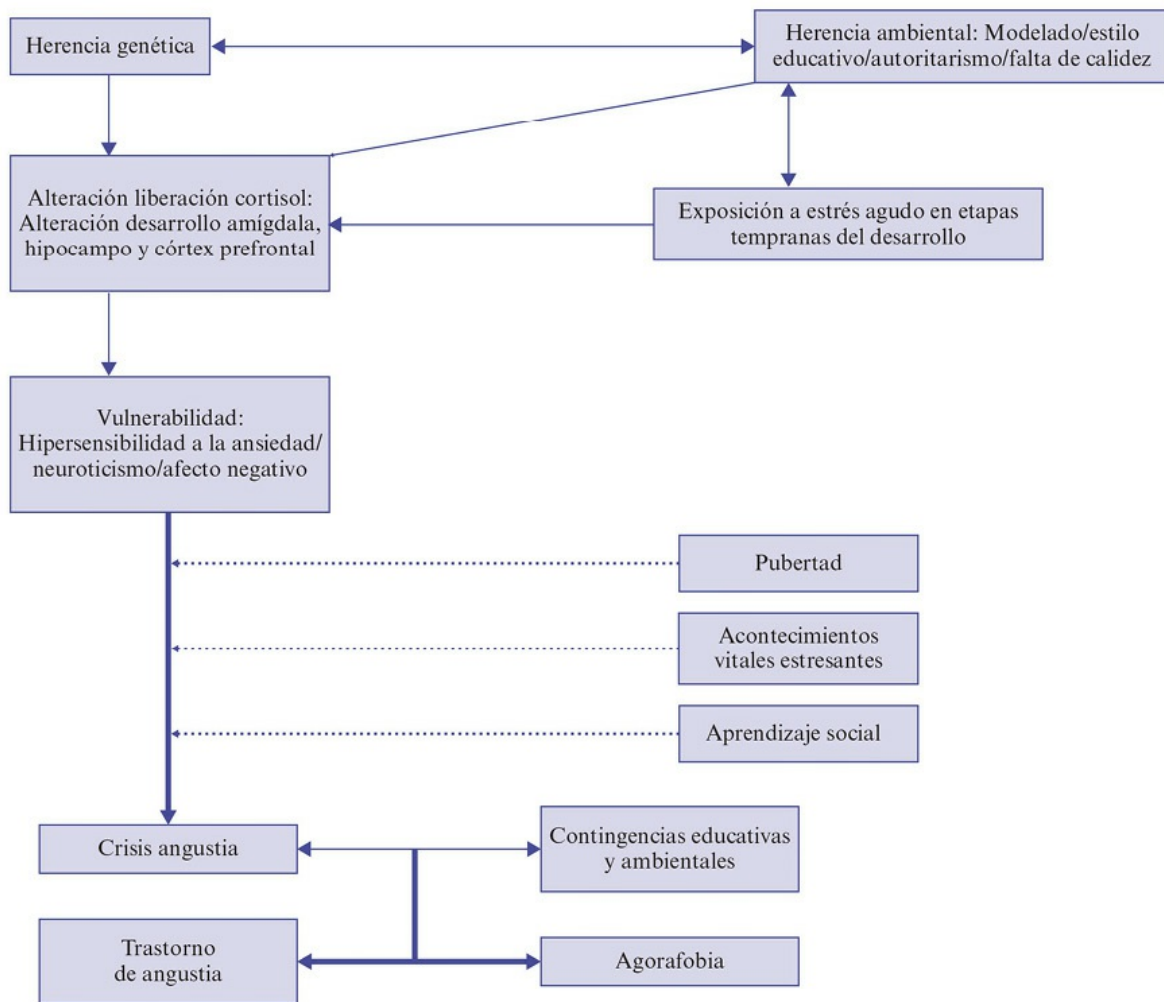 Herencia genética
Herencia ambiental: Modelado/estilo
educativo/autoritarismo/falta de calidez
Alteración liberación cortisol:
Alteración desarrollo amígdala,
hipocampo y córtex prefrontal
Exposición a estrés agudo en etapas
tempranas del desarrollo
Vulnerabilidad:
Hipersensibilidad a la ansiedad/
neuroticismo/afecto negativo
Pubertad
Acontecimientos
vitales estresantes
Aprendizaje social
Crisis angustia
Contingencias educativas
y ambientales
Trastorno
de angustia
Agorafobia